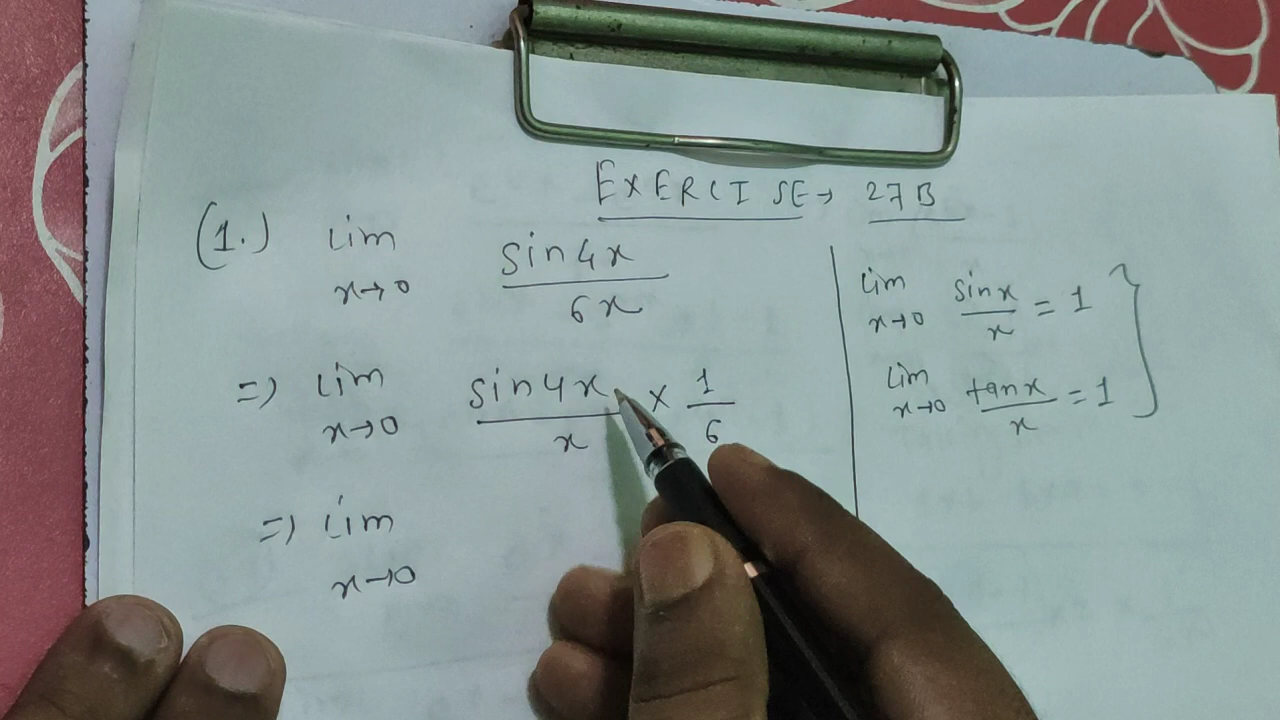 EXERCISE→ 27B
(1.) lim x→0 sin4x / 6x
=) lim x→0 sin4x / x × 1/6
=) lim x→0
lim x→0 sinx / x = 1
lim x→0 tanx / x = 1